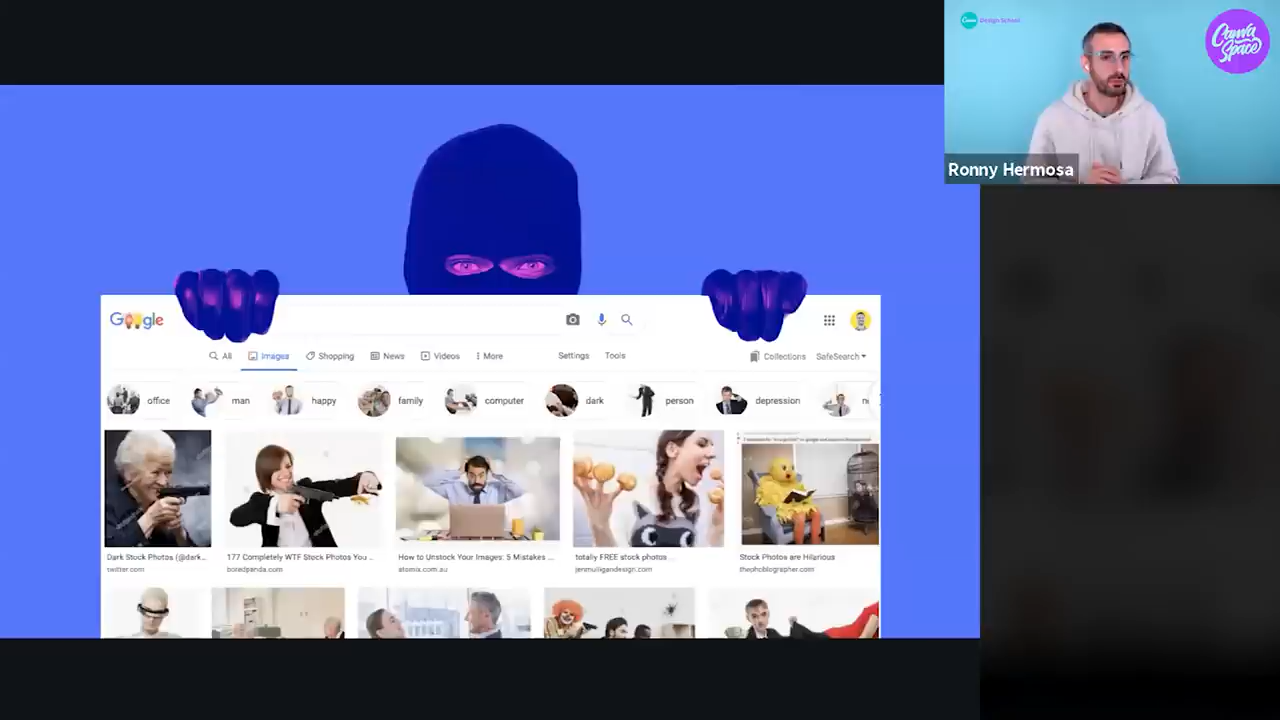 Canva
Design School
Canva
Space
Ronny Hermosa
Google
All
Images
Shopping
News
Videos
More
Settings
Tools
Collections
SafeSearch
office
man
happy
family
computer
dark
person
depression
Dark Stock Photos (@dark...
177 Completely WTF Stock Photos You ...
How to Unstock Your Images: 5 Mistakes ...
totally FREE stock photos
Stock Photos are Hilarious
twitter.com
boredpanda.com
atomix.com.au
jenmulligandesign.com
thephoblographer.com